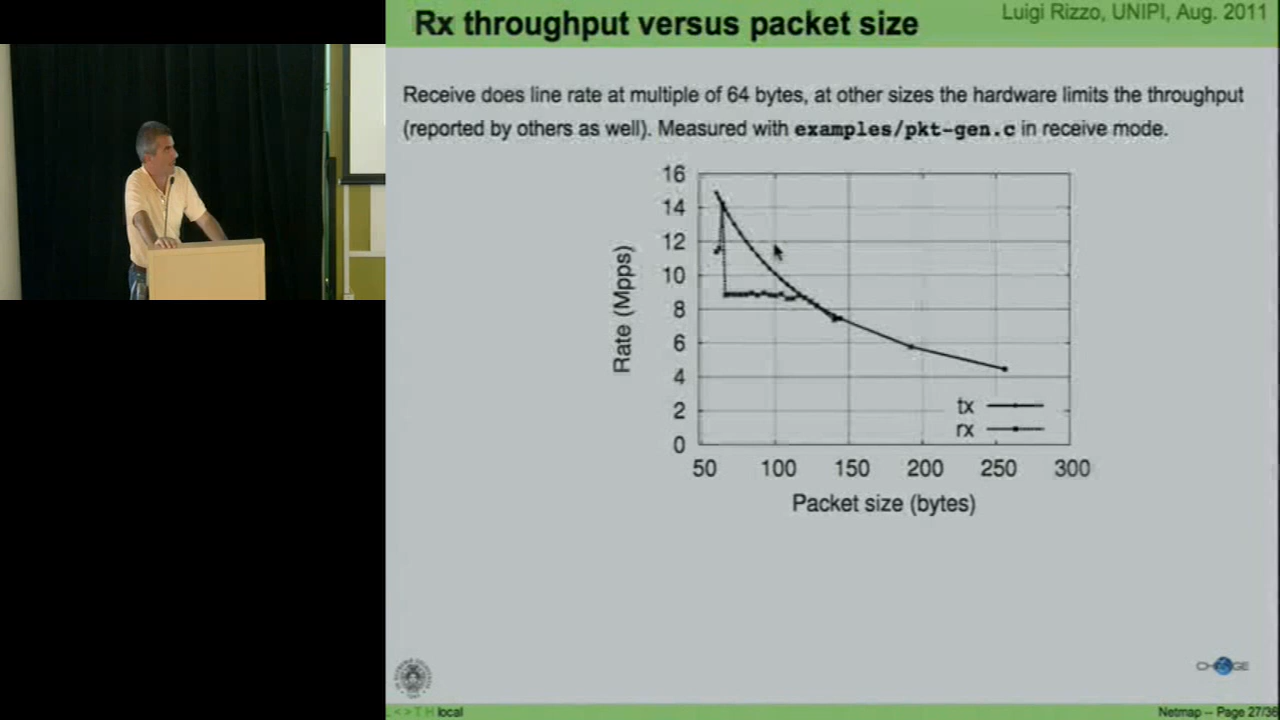 Rx throughput versus packet size
Luigi Rizzo, UNIPI, Aug. 2011
Receive does line rate at multiple of 64 bytes, at other sizes the hardware limits the throughput
(reported by others as well). Measured with examples/pkt-gen.c in receive mode.
16
14
12
10
8
6
4
2
0
Rate (Mpps)
tx
rx
50 100 150 200 250 300
Packet size (bytes)
L <> T H local
Netmap -- Page 27/36